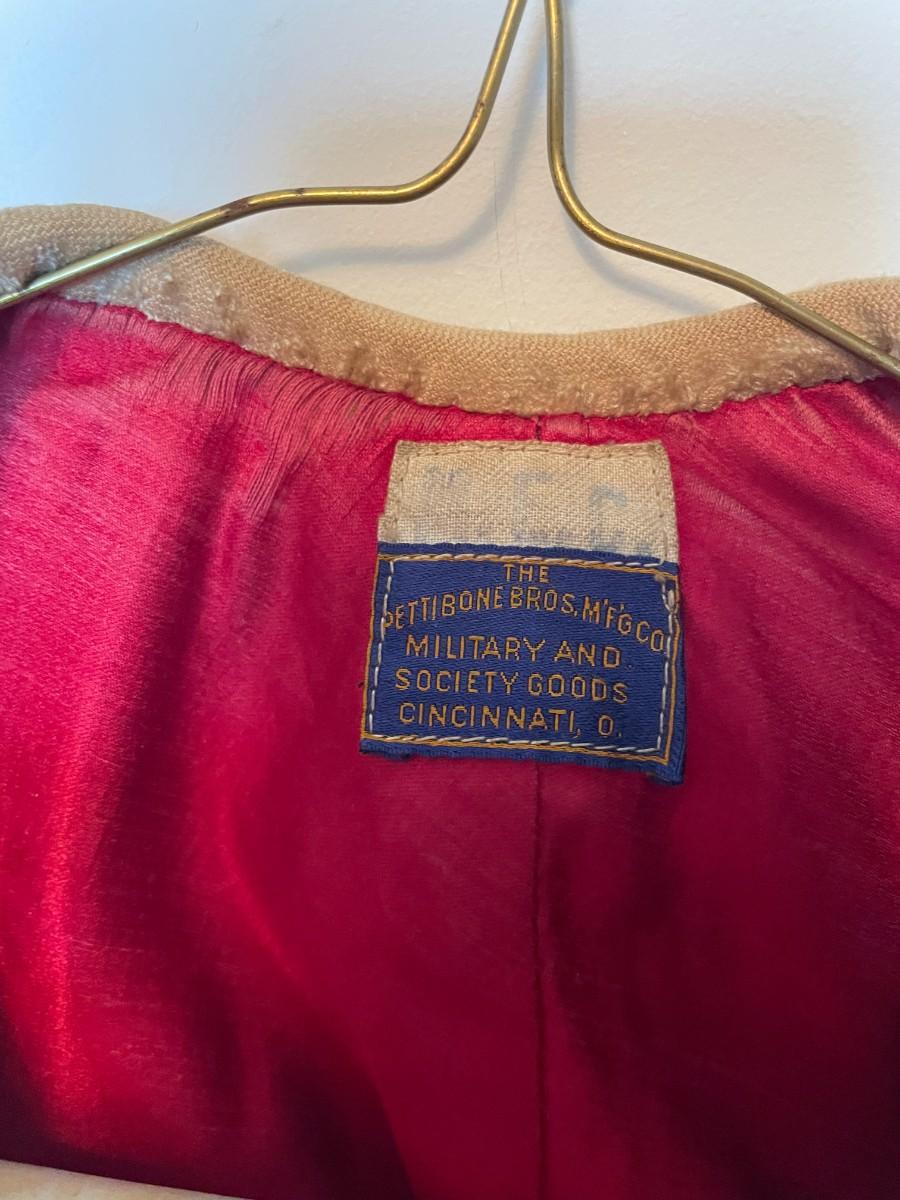 THE
PETTIBONE BROS. M'F'G CO
MILITARY AND
SOCIETY GOODS
CINCINNATI, O.